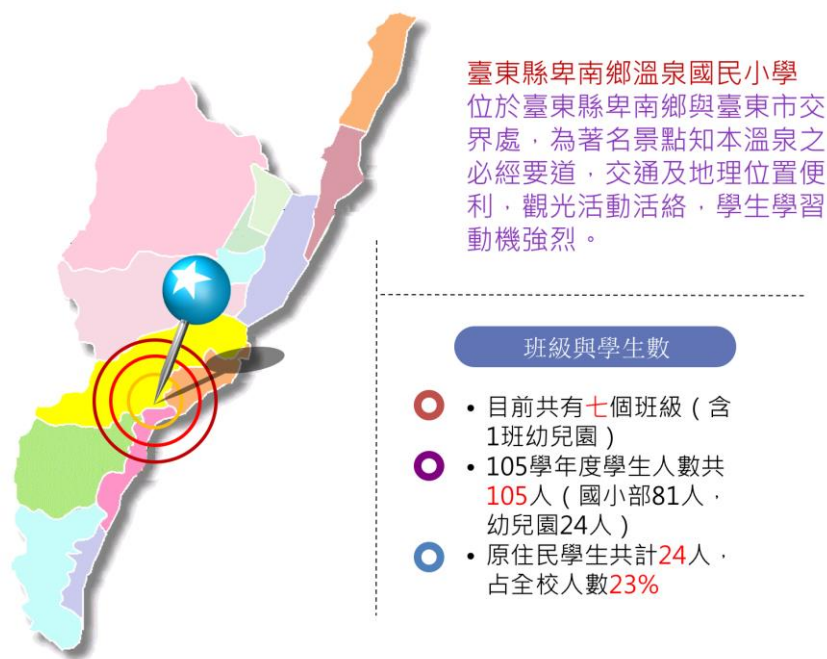 臺東縣卑南鄉溫泉國民小學
位於臺東縣卑南鄉與臺東市交
界處，為著名景點知本溫泉之
必經要道，交通及地理位置便
利，觀光活動活絡，學生學習
動機強烈。
班級與學生數
• 目前共有七個班級（含
1班幼兒園）
• 105學年度學生人數共
105人（國小部81人，
幼兒園24人）
• 原住民學生共計24人，
占全校人數23%